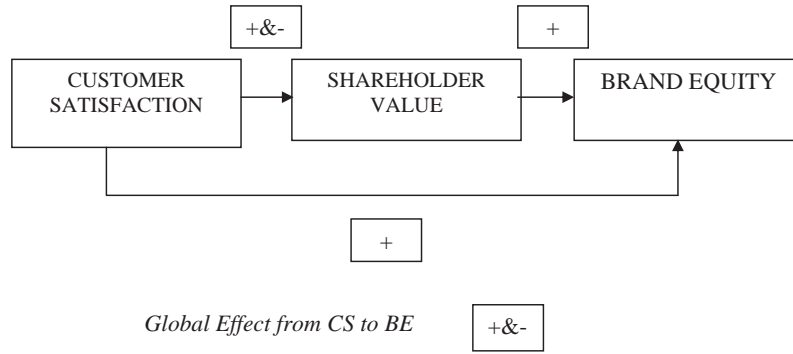 +&- +
CUSTOMER SATISFACTION
SHAREHOLDER VALUE
BRAND EQUITY
+
Global Effect from CS to BE +&-